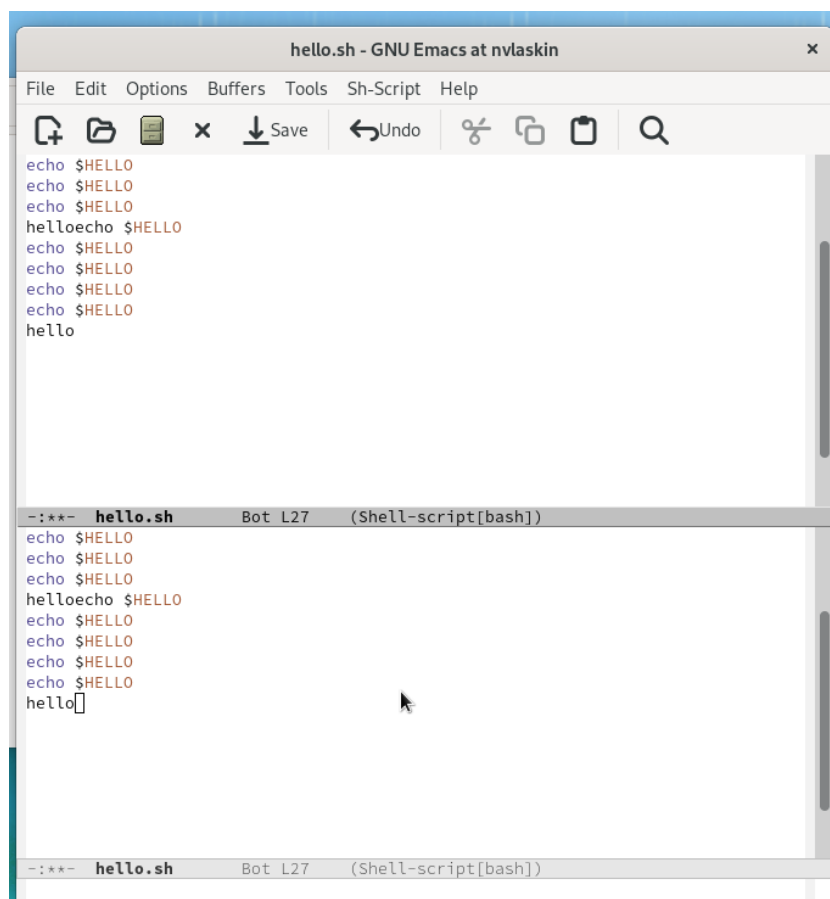 hello.sh - GNU Emacs at nvlaskin
File Edit Options Buffers Tools Sh-Script Help
Save Undo
echo $HELLO
echo $HELLO
echo $HELLO
helloecho $HELLO
echo $HELLO
echo $HELLO
echo $HELLO
echo $HELLO
hello
-:**- hello.sh Bot L27 (Shell-script[bash])
echo $HELLO
echo $HELLO
echo $HELLO
helloecho $HELLO
echo $HELLO
echo $HELLO
echo $HELLO
echo $HELLO
hello
-:**- hello.sh Bot L27 (Shell-script[bash])